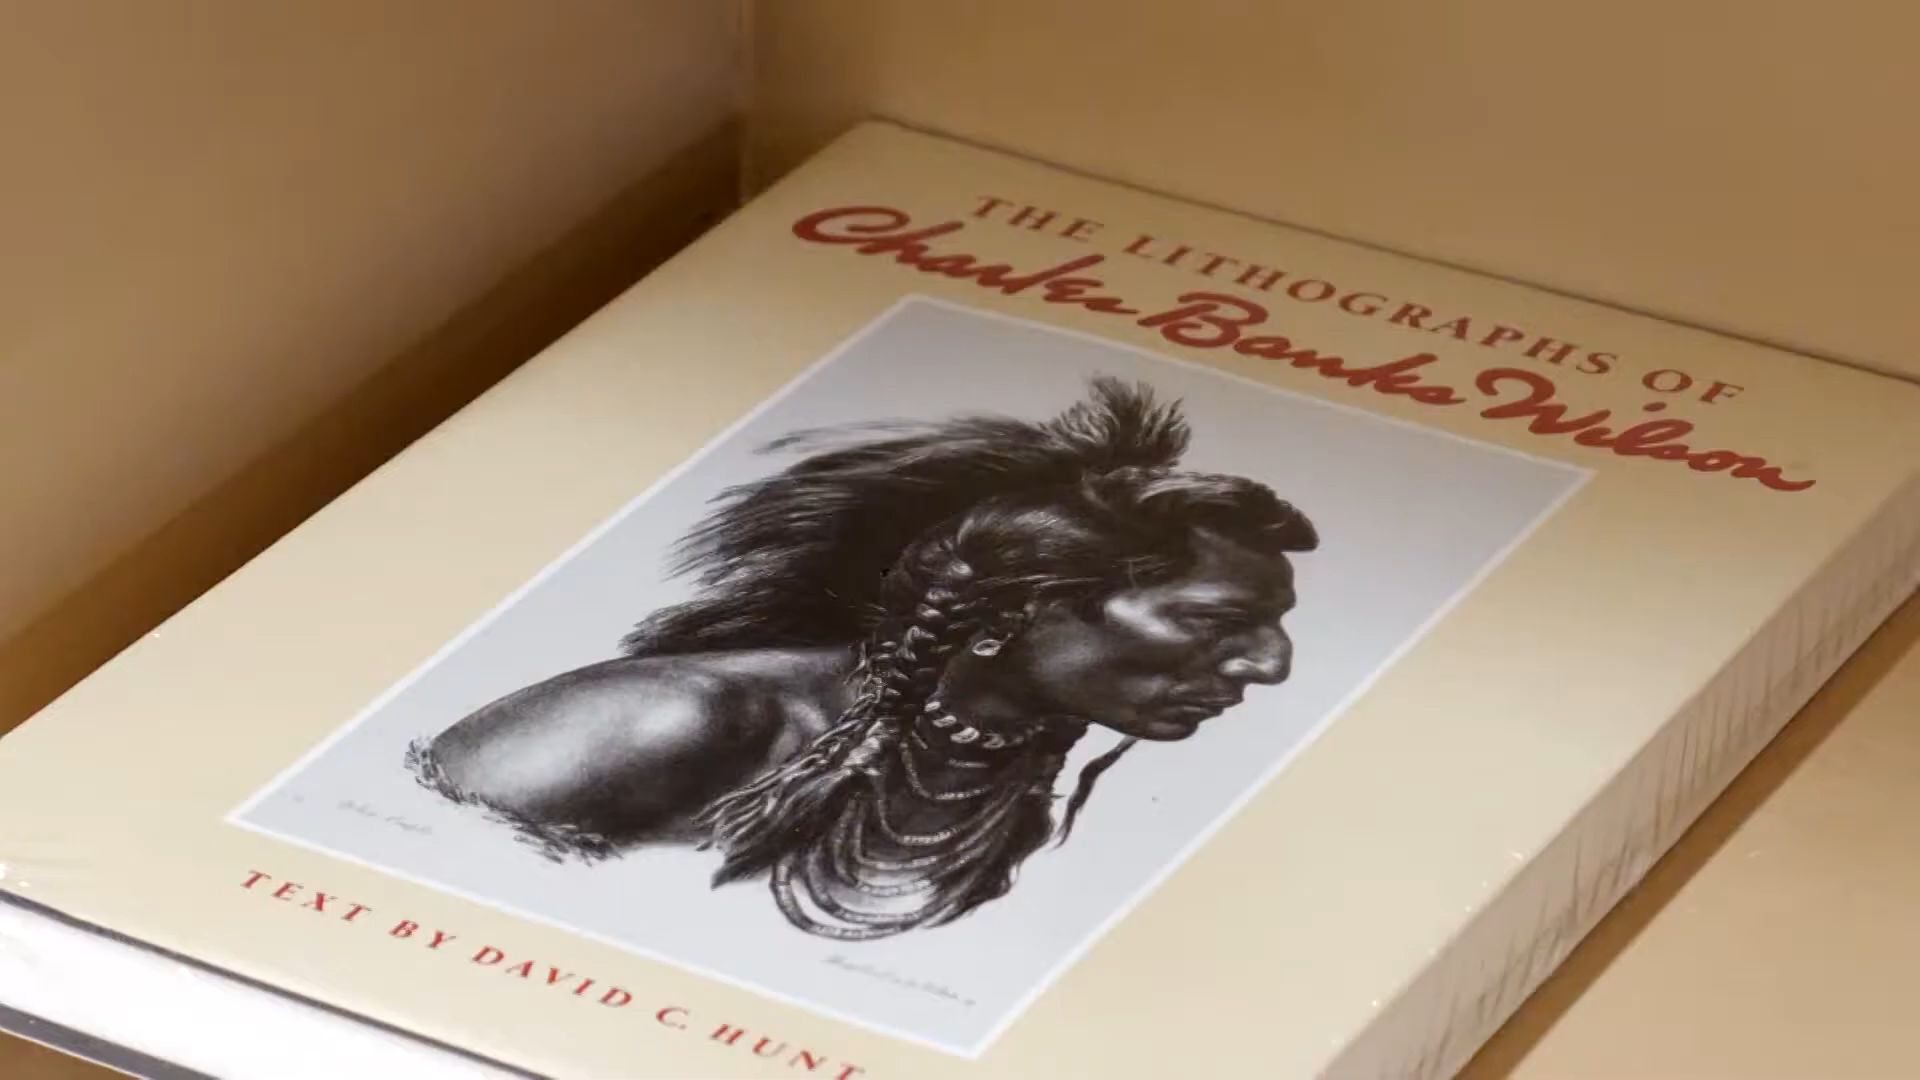 THE LITHOGRAPHS OF
Charles Banks Wilson
TEXT BY DAVID C. HUNT